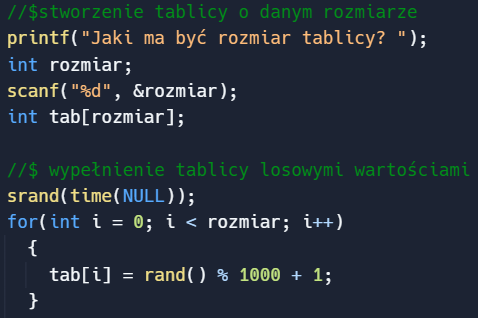 //$stworzenie tablicy o danym rozmiarze
printf("Jaki ma być rozmiar tablicy? ");
int rozmiar;
scanf("%d", &rozmiar);
int tab[rozmiar];
//$ wypełnienie tablicy losowymi wartościami
srand(time(NULL));
for(int i = 0; i < rozmiar; i++)
{
tab[i] = rand() % 1000 + 1;
}